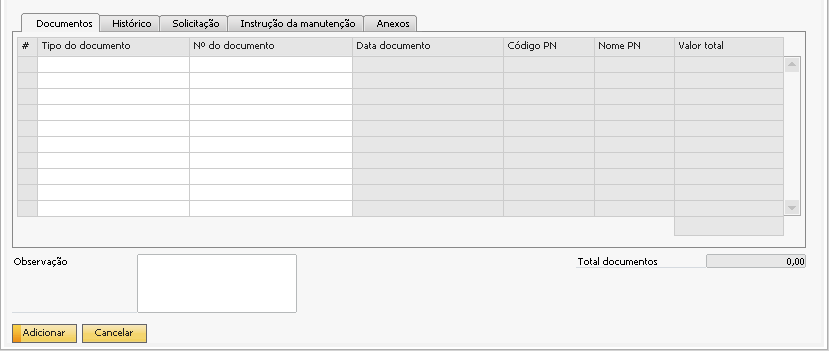 Documentos Histórico Solicitação Instrução da manutenção Anexos
# Tipo do documento Nº do documento Data documento Código PN Nome PN Valor total
Observação Total documentos 0,00
Adicionar Cancelar